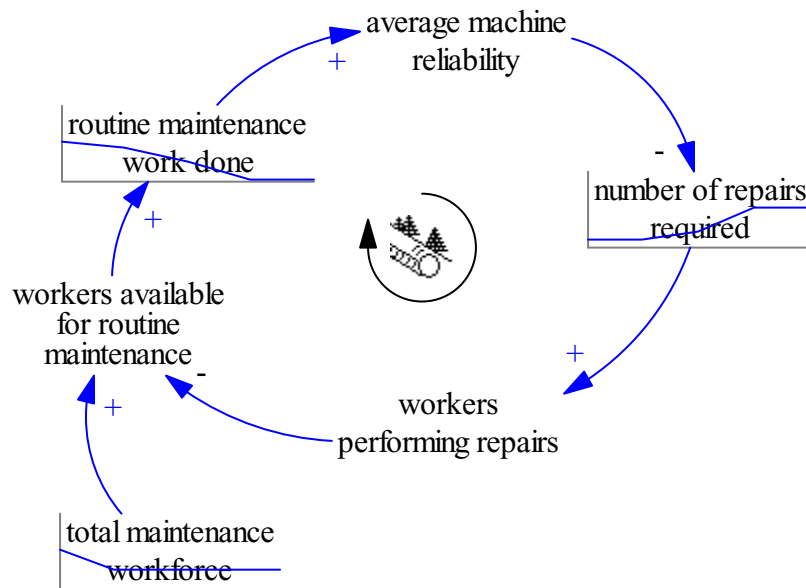 average machine
reliability
+
routine maintenance
work done
-
number of repairs
required
+
workers available
for routine
maintenance
+
-
workers
performing repairs
+
total maintenance
workforce